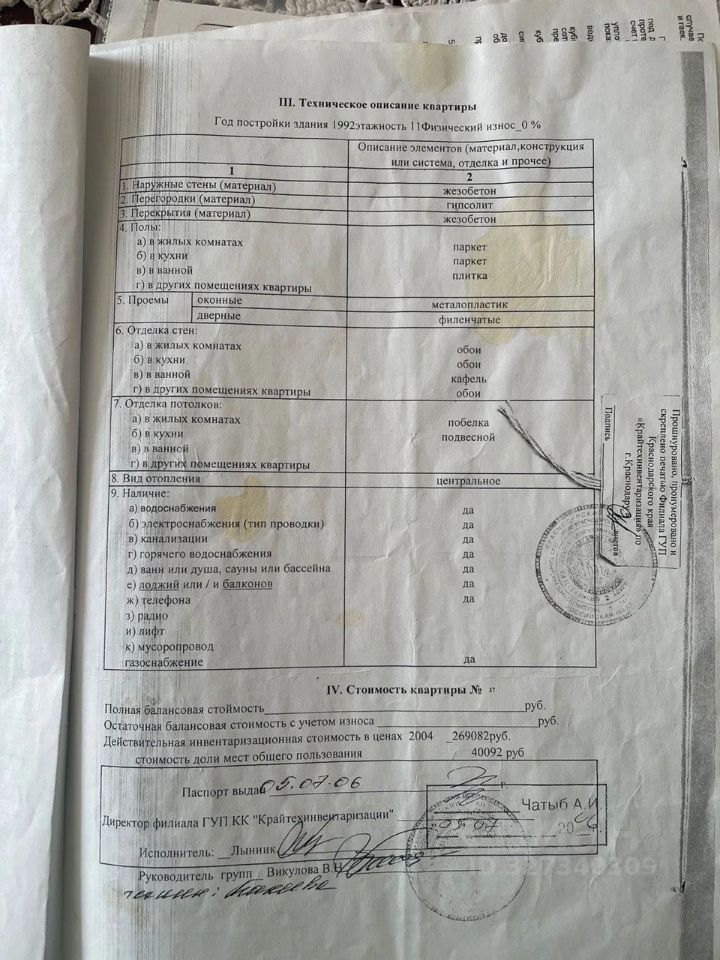 III. Техническое описание квартиры
Год постройки здания 1992этажность 11Физический износ_0 %
Описание элементов (материал,конструкция
или система, отделка и прочее)
1 2
1. Наружные стены (материал) жезобетон
2. Перегородки (материал) гипсолит
3. Перекрытия (материал) жезобетон
4. Полы:
а) в жилых комнатах паркет
б) в кухни паркет
в) в ванной плитка
г) в других помещениях квартиры
5. Проемы оконные металопластик
дверные филенчатые
6. Отделка стен:
а) в жилых комнатах обои
б) в кухни обои
в) в ванной кафель
г) в других помещениях квартиры обои
7. Отделка потолков:
а) в жилых комнатах побелка
б) в кухни подвесной
в) в ванной
г) в других помещениях квартиры
8. Вид отопления центральное
9. Наличие:
а) водоснабжения да
б) электроснабжения (тип проводки) да
в) канализации да
г) горячего водоснабжения да
д) ванн или душа, сауны или бассейна да
е) лоджий или / и балконов да
ж) телефона да
з) радио
и) лифт
к) мусоропровод
газоснабжение да
Прошнуровано, пронумеровано и
скреплено печатью Филиала ГУП
Краснодарского края
«Крайтехинвентаризация» по
г.Краснодару
листов
Подпись
IV. Стоимость квартиры № 37
Полная балансовая стоймость руб.
Остаточная балансовая стоимость с учетом износа руб.
Действительная инвентаризационная стоимость в ценах 2004 _269082руб.
стоимость доли мест общего пользования 40092 руб
Паспорт выдан 05.07.06 г.
Директор филиала ГУП КК "Крайтехинвентаризации" Чатыб А.И
05 07 2006
Исполнитель: __Лынник
Руководитель групп_ Викулова В.Н